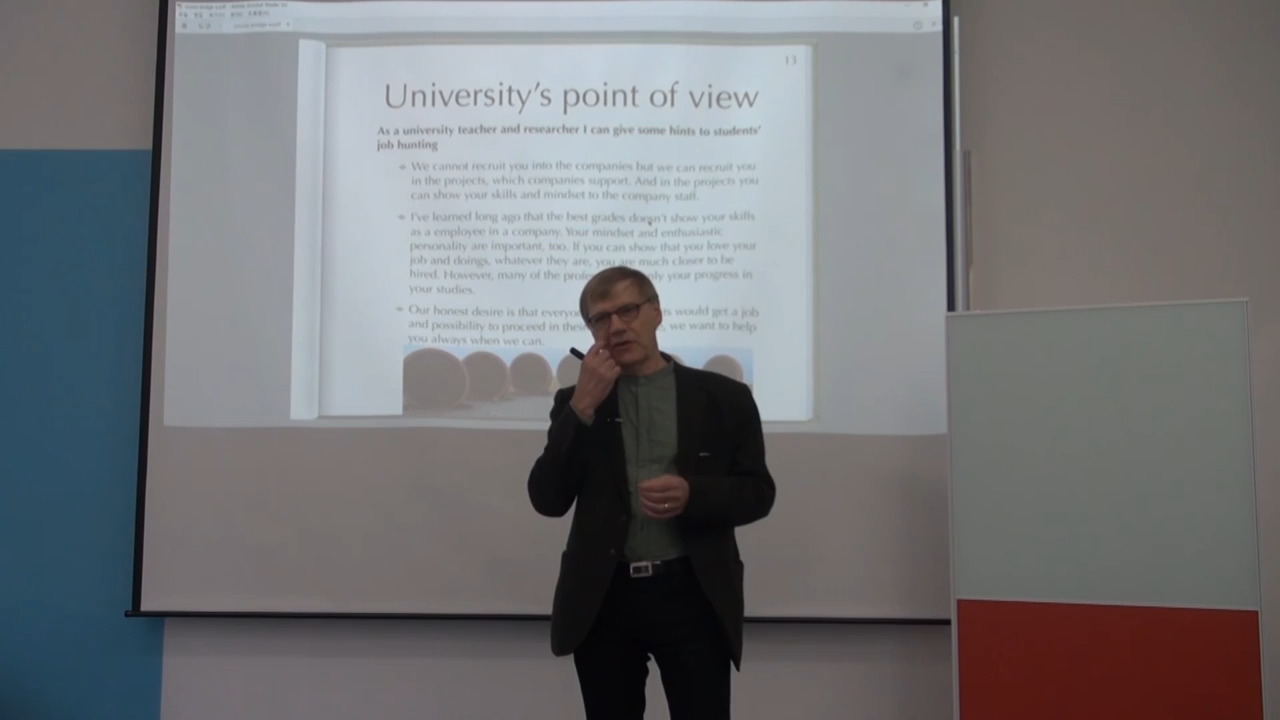 13
University's point of view
As a university teacher and researcher I can give some hints to students'
job hunting
We cannot recruit you into the companies but we can recruit you
in the projects, which companies support. And in the projects you
can show your skills and mindset to the company staff.
I've learned long ago that the best grades doesn't show your skills
as a employee in a company. Your mindset and enthusiastic
personality are important, too. If you can show that you love your
job and doings, whatever they are, you are much closer to be
hired. However, many of the only your progress in
your studies.
Our honest desire is that would get a job
and possibility to proceed in we want to help
you always when we can.